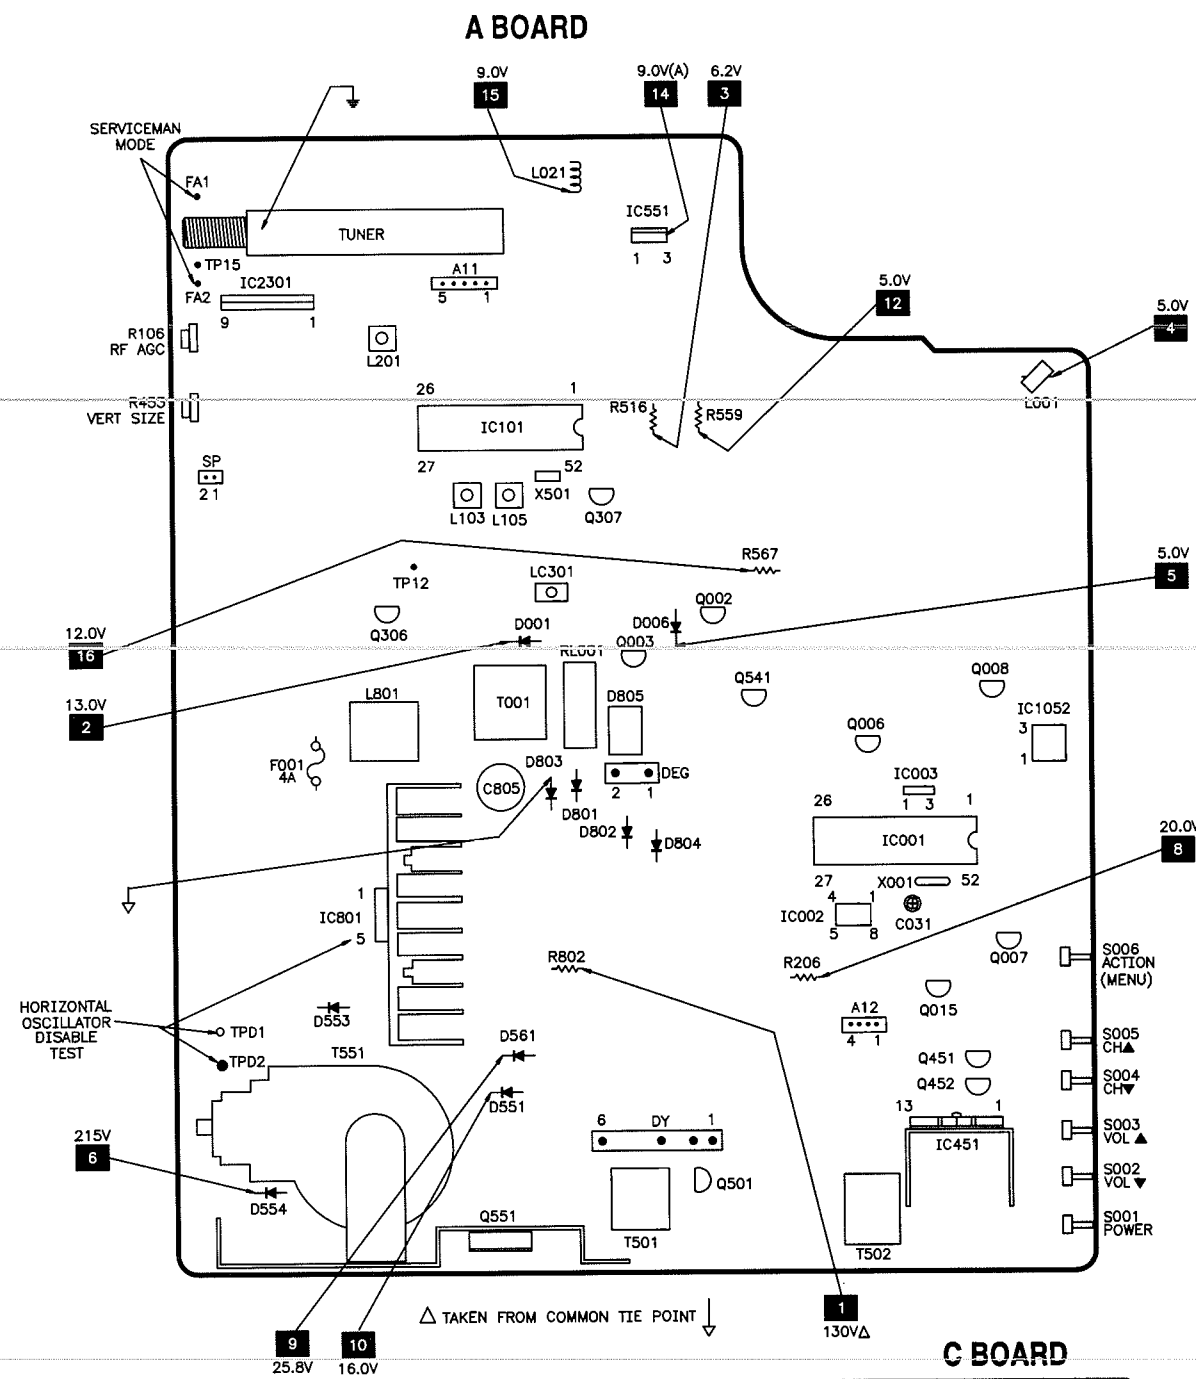 A BOARD
9.0V
15
9.0V(A)
14
6.2V
3
SERVICEMAN
MODE
FA1
L021
IC551
1 3
TUNER
TP15
FA2
IC2301
9 1
A11
5 1
5.0V
12
5.0V
4
R106
RF AGC
L201
L001
R453
VERT SIZE
26 1
IC101
27 52
R516
R559
SP
2 1
L103
L105
X501
Q307
R567
TP12
LC301
5.0V
5
Q306
D001
D006
Q002
Q003
12.0V
16
RL001
13.0V
2
L801
T001
D805
Q541
Q008
IC1052
3
1
Q006
F001
4A
D803
C805
D801
DEG
2 1
D802
D804
IC003
1 3
26 1
IC001
27 52
X001
20.0V
8
4 1
IC002
5 8
C031
1
IC801
5
R802
R206
Q007
S006
ACTION
(MENU)
Q015
HORIZONTAL
OSCILLATOR
DISABLE
TEST
TPD1
TPD2
D553
T551
D561
D551
A12
4 1
S005
CH▲
Q451
Q452
S004
CH▼
13 1
IC451
S003
VOL ▲
6 DY 1
215V
6
D554
Q501
S002
VOL ▼
Q551
T501
T502
S001
POWER
△ TAKEN FROM COMMON TIE POINT
1
130V△
9
25.8V
10
16.0V
C BOARD